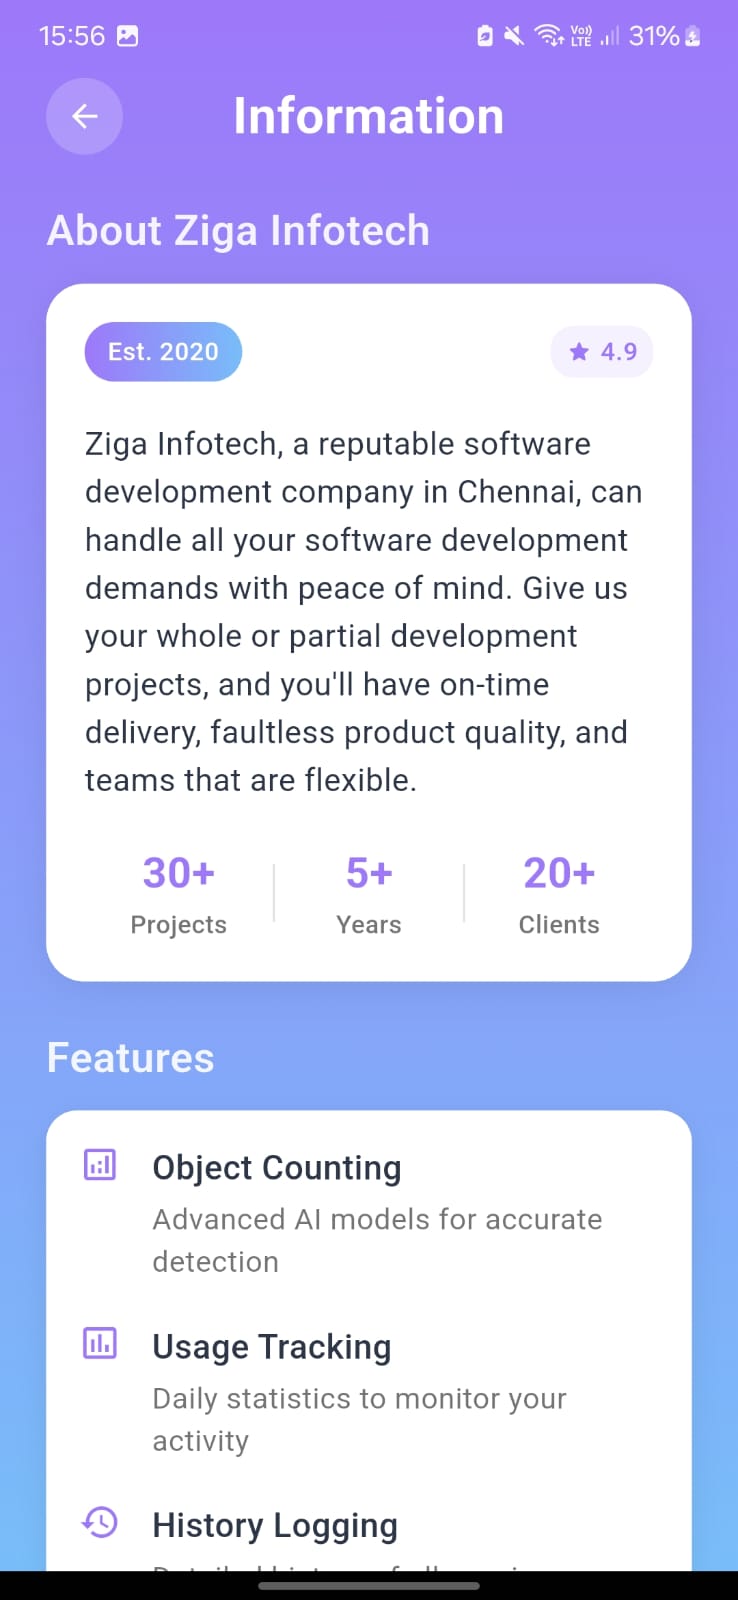 15:56
Vo)) LTE 31%
Information
About Ziga Infotech
Est. 2020
4.9
Ziga Infotech, a reputable software
development company in Chennai, can
handle all your software development
demands with peace of mind. Give us
your whole or partial development
projects, and you'll have on-time
delivery, faultless product quality, and
teams that are flexible.
30+
5+
20+
Projects
Years
Clients
Features
Object Counting
Advanced AI models for accurate
detection
Usage Tracking
Daily statistics to monitor your
activity
History Logging